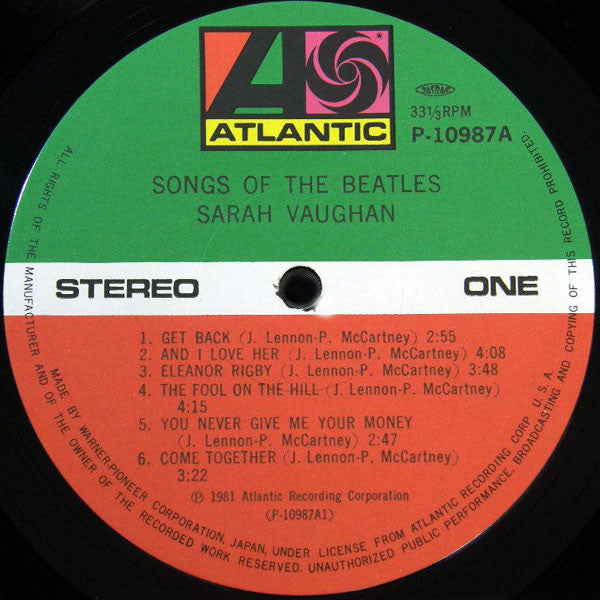 ATLANTIC
JASRAC
33⅓RPM
P-10987A
SONGS OF THE BEATLES
SARAH VAUGHAN
STEREO
ONE
1. GET BACK (J. Lennon-P. McCartney) 2:55
2. AND I LOVE HER (J. Lennon-P. McCartney) 4:08
3. ELEANOR RIGBY (J. Lennon-P. McCartney) 3:48
4. THE FOOL ON THE HILL (J. Lennon-P. McCartney)
4:15
5. YOU NEVER GIVE ME YOUR MONEY
(J. Lennon-P. McCartney) 2:47
6. COME TOGETHER (J. Lennon-P. McCartney)
3:22
Ⓟ 1981 Atlantic Recording Corporation
(P-10987A1)
MADE BY WARNER-PIONEER CORPORATION, JAPAN, UNDER LICENSE FROM ATLANTIC RECORDING CORP. U.S.A.
ALL RIGHTS OF THE MANUFACTURER AND OF THE OWNER OF THE RECORDED WORK RESERVED. UNAUTHORIZED PUBLIC PERFORMANCE, BROADCASTING AND COPYING OF THIS RECORD PROHIBITED